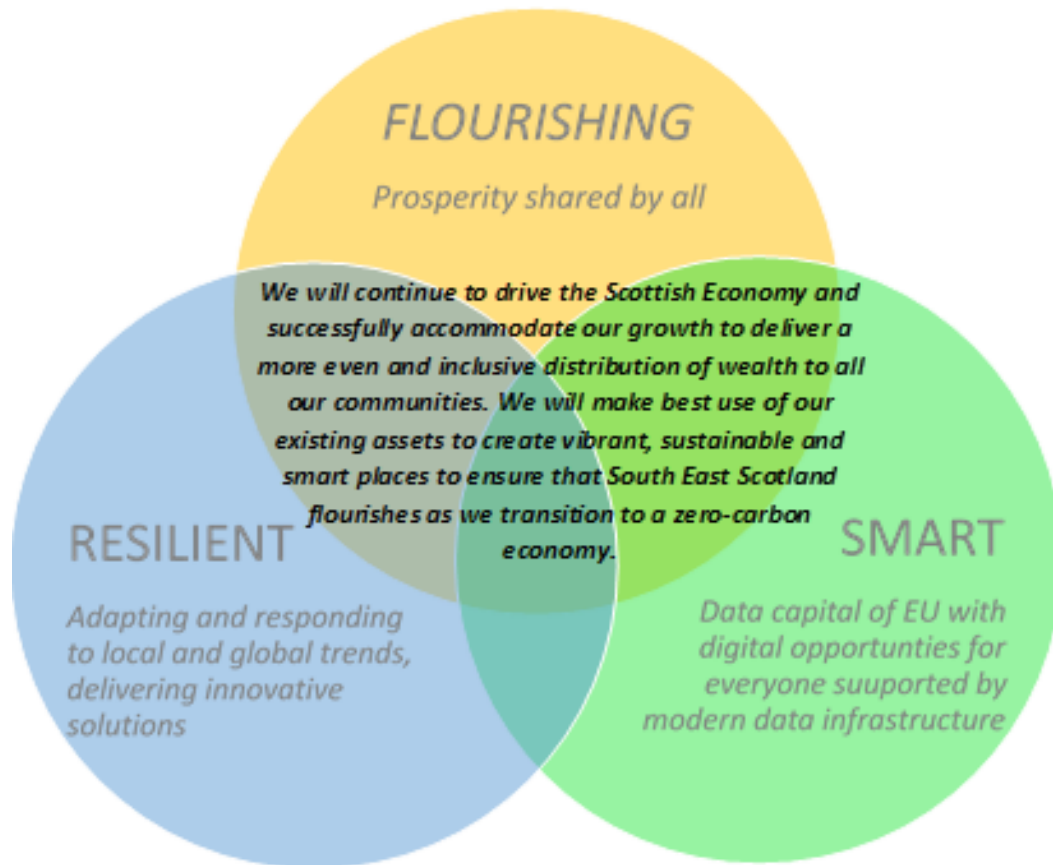 FLOURISHING
Prosperity shared by all
We will continue to drive the Scottish Economy and
successfully accommodate our growth to deliver a
more even and inclusive distribution of wealth to all
our communities. We will make best use of our
existing assets to create vibrant, sustainable and
smart places to ensure that South East Scotland
flourishes as we transition to a zero-carbon
economy.
RESILIENT
Adapting and responding
to local and global trends,
delivering innovative
solutions
SMART
Data capital of EU with
digital opportunties for
everyone suuported by
modern data infrastructure